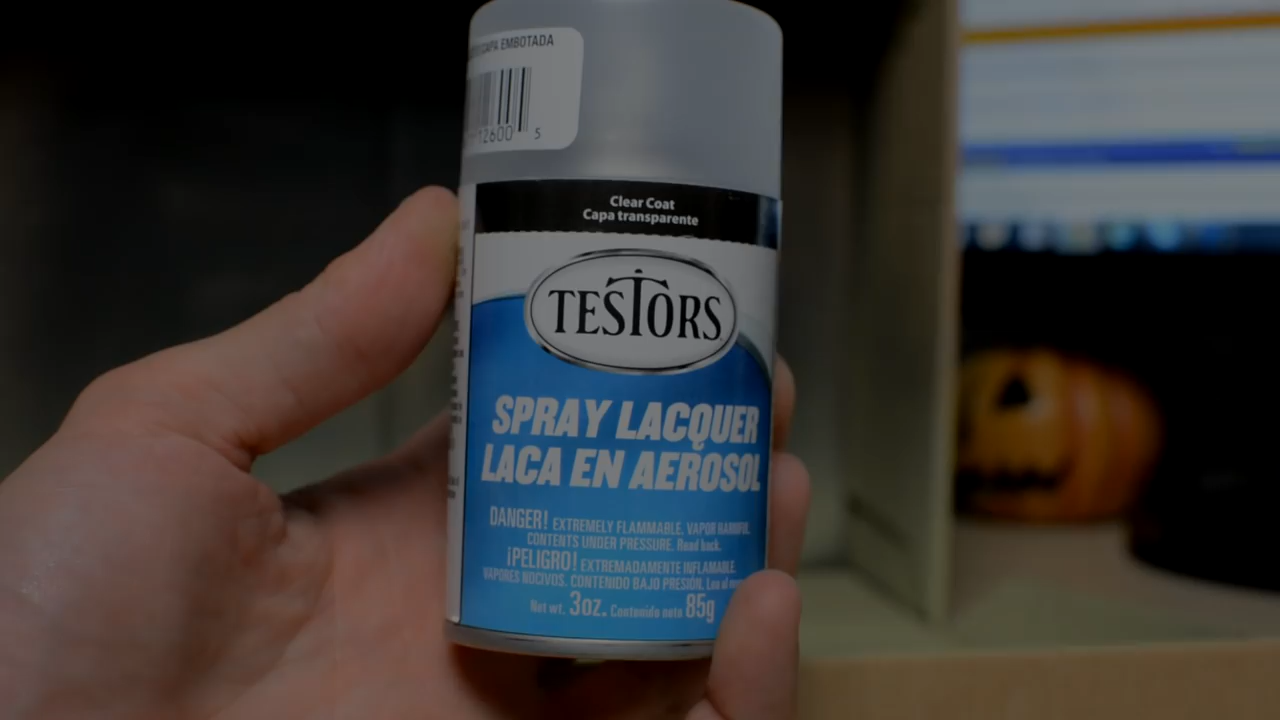 CAPA EMBOTADA
12600 5
Clear Coat
Capa transparente
TESTORS
SPRAY LACQUER
LACA EN AEROSOL
DANGER! EXTREMELY FLAMMABLE. VAPOR HARMFUL.
CONTENTS UNDER PRESSURE. Read back.
¡PELIGRO! EXTREMADAMENTE INFLAMABLE.
VAPORES NOCIVOS. CONTENIDO BAJO PRESIÓN. Lea al
Net wt. 3oz. Contenido neto 85g